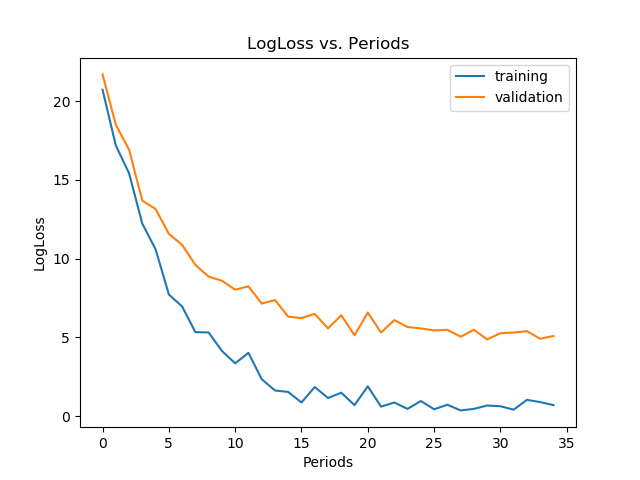 LogLoss vs. Periods
training
validation
LogLoss
20
15
10
5
0
0 5 10 15 20 25 30 35
Periods